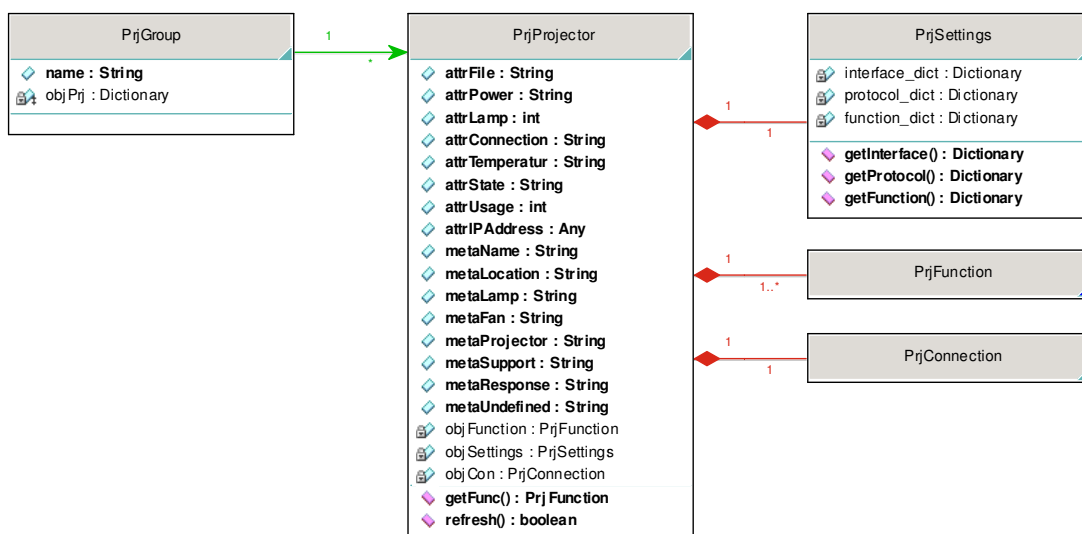 PrjGroup
name : String
objPrj : Dictionary
1
*
PrjProjector
attrFile : String
attrPower : String
attrLamp : int
attrConnection : String
attrTemperatur : String
attrState : String
attrUsage : int
attrIPAddress : Any
metaName : String
metaLocation : String
metaLamp : String
metaFan : String
metaProjector : String
metaSupport : String
metaResponse : String
metaUndefined : String
objFunction : PrjFunction
objSettings : PrjSettings
objCon : PrjConnection
getFunc() : PrjFunction
refresh() : boolean
1
1
PrjSettings
interface_dict : Dictionary
protocol_dict : Dictionary
function_dict : Dictionary
getInterface() : Dictionary
getProtocol() : Dictionary
getFunction() : Dictionary
1
1..*
PrjFunction
1
1
PrjConnection